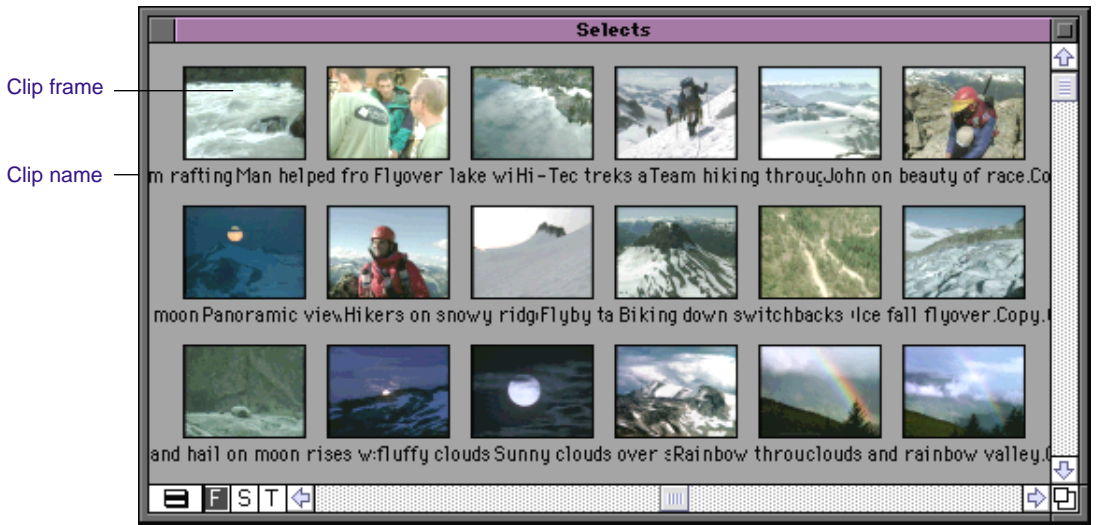 Selects
Clip frame
Clip name
m rafting Man helped fro Flyover lake wi Hi-Tec treks a Team hiking throug John on beauty of race.Co
moon Panoramic view Hikers on snowy ridg Flyby ta Biking down switchbacks Ice fall flyover.Copy.
and hail on moon rises w fluffy clouds Sunny clouds over s Rainbow throu clouds and rainbow valley.
F S T